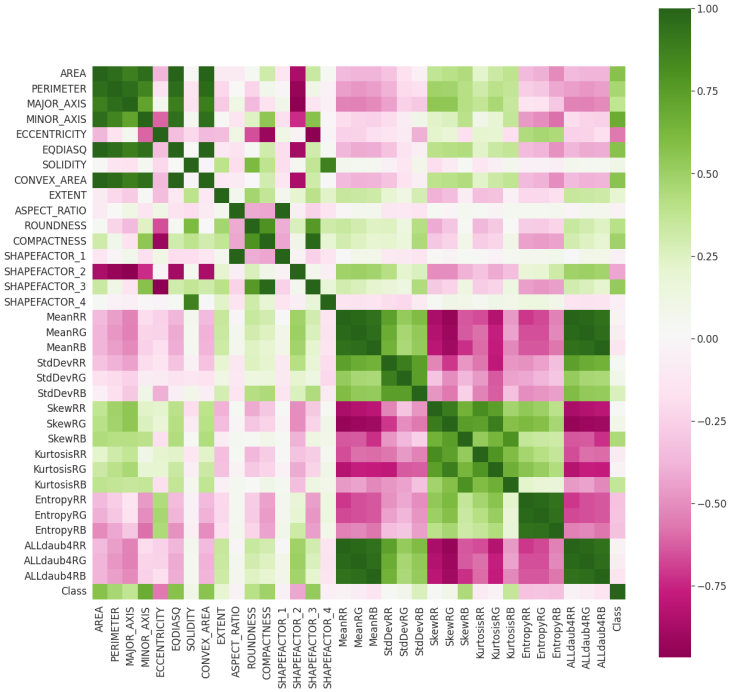 AREA
PERIMETER
MAJOR_AXIS
MINOR_AXIS
ECCENTRICITY
EQDIASQ
SOLIDITY
CONVEX_AREA
EXTENT
ASPECT_RATIO
ROUNDNESS
COMPACTNESS
SHAPEFACTOR_1
SHAPEFACTOR_2
SHAPEFACTOR_3
SHAPEFACTOR_4
MeanRR
MeanRG
MeanRB
StdDevRR
StdDevRG
StdDevRB
SkewRR
SkewRG
SkewRB
KurtosisRR
KurtosisRG
KurtosisRB
EntropyRR
EntropyRG
EntropyRB
ALLdaub4RR
ALLdaub4RG
ALLdaub4RB
Class
AREA
PERIMETER
MAJOR_AXIS
MINOR_AXIS
ECCENTRICITY
EQDIASQ
SOLIDITY
CONVEX_AREA
EXTENT
ASPECT_RATIO
ROUNDNESS
COMPACTNESS
SHAPEFACTOR_1
SHAPEFACTOR_2
SHAPEFACTOR_3
SHAPEFACTOR_4
MeanRR
MeanRG
MeanRB
StdDevRR
StdDevRG
StdDevRB
SkewRR
SkewRG
SkewRB
KurtosisRR
KurtosisRG
KurtosisRB
EntropyRR
EntropyRG
EntropyRB
ALLdaub4RR
ALLdaub4RG
ALLdaub4RB
Class
1.00
0.75
0.50
0.25
0.00
−0.25
−0.50
−0.75